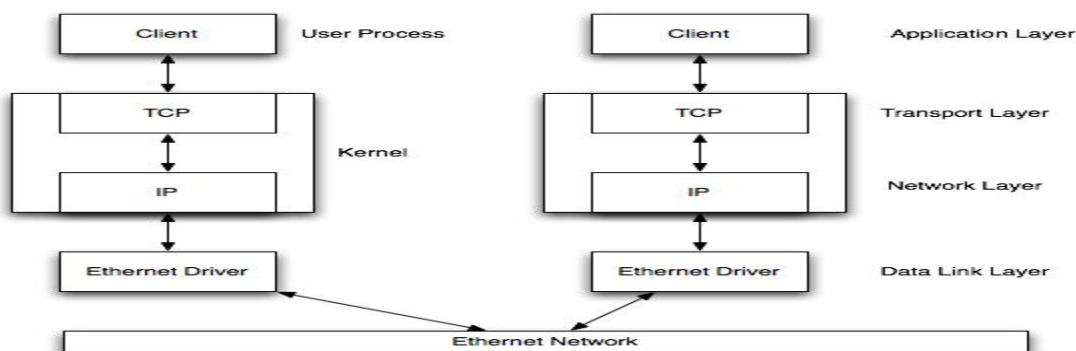 Client User Process Client Application Layer
TCP TCP Transport Layer
Kernel
IP IP Network Layer
Ethernet Driver Ethernet Driver Data Link Layer
Ethernet Network